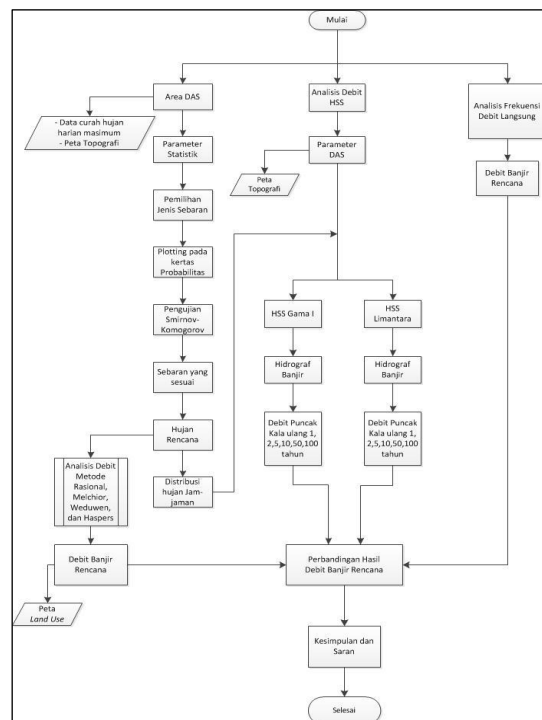 Mulai
Area DAS
- Data curah hujan
harian masimum
- Peta Topografi
Parameter
Statistik
Pemilihan
Jenis Sebaran
Plotting pada
kertas
Probabilitas
Pengujian
Smirnov-
Komogorov
Sebaran yang
sesuai
Hujan
Rencana
Analisis Debit
Metode
Rasional,
Melchior,
Weduwen,
dan Haspers
Distribusi
hujan Jam-
jaman
Debit Banjir
Rencana
Peta
Land Use
Analisis Debit
HSS
Parameter
DAS
Peta
Topografi
HSS Gama I
Hidrograf
Banjir
Debit Puncak
Kala ulang 1,
2,5,10,50,100
tahun
HSS
Limantara
Hidrograf
Banjir
Debit Puncak
Kala ulang 1,
2,5,10,50,100
tahun
Analisis Frekuensi
Debit Langsung
Debit Banjir
Rencana
Perbandingan Hasil
Debit Banjir Rencana
Kesimpulan dan
Saran
Selesai